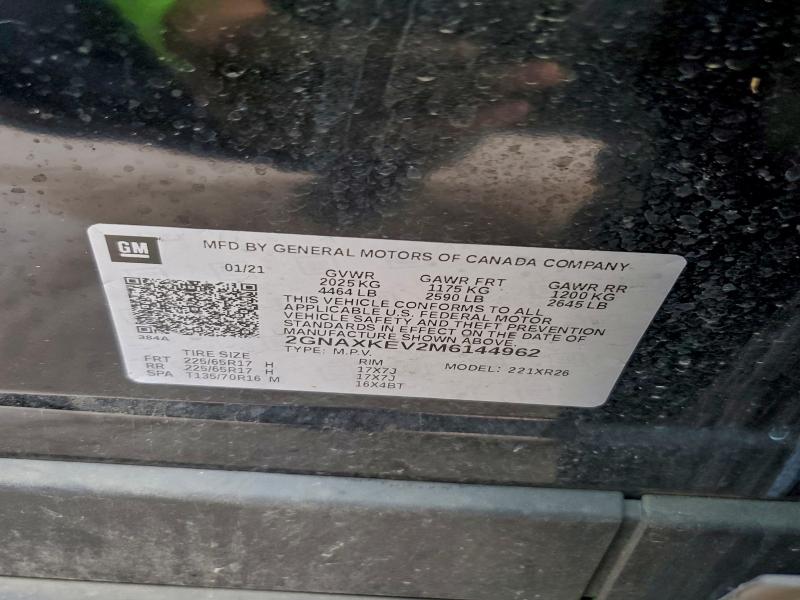 GM
MFD BY GENERAL MOTORS OF CANADA COMPANY
01/21
GVWR GAWR FRT GAWR RR
2025 KG 1175 KG 1200 KG
4464 LB 2590 LB 2645 LB
THIS VEHICLE CONFORMS TO ALL
APPLICABLE U.S. FEDERAL MOTOR
VEHICLE SAFETY AND THEFT PREVENTION
STANDARDS IN EFFECT ON THE DATE OF
MANUFACTURE SHOWN ABOVE.
384A
2GNAXKEV2M6144962
TYPE: M.P.V. MODEL: 221XR26
TIRE SIZE RIM
FRT 225/65R17 H 17X7J
RR 225/65R17 H 17X7J
SPA T135/70R16 M 16X4BT